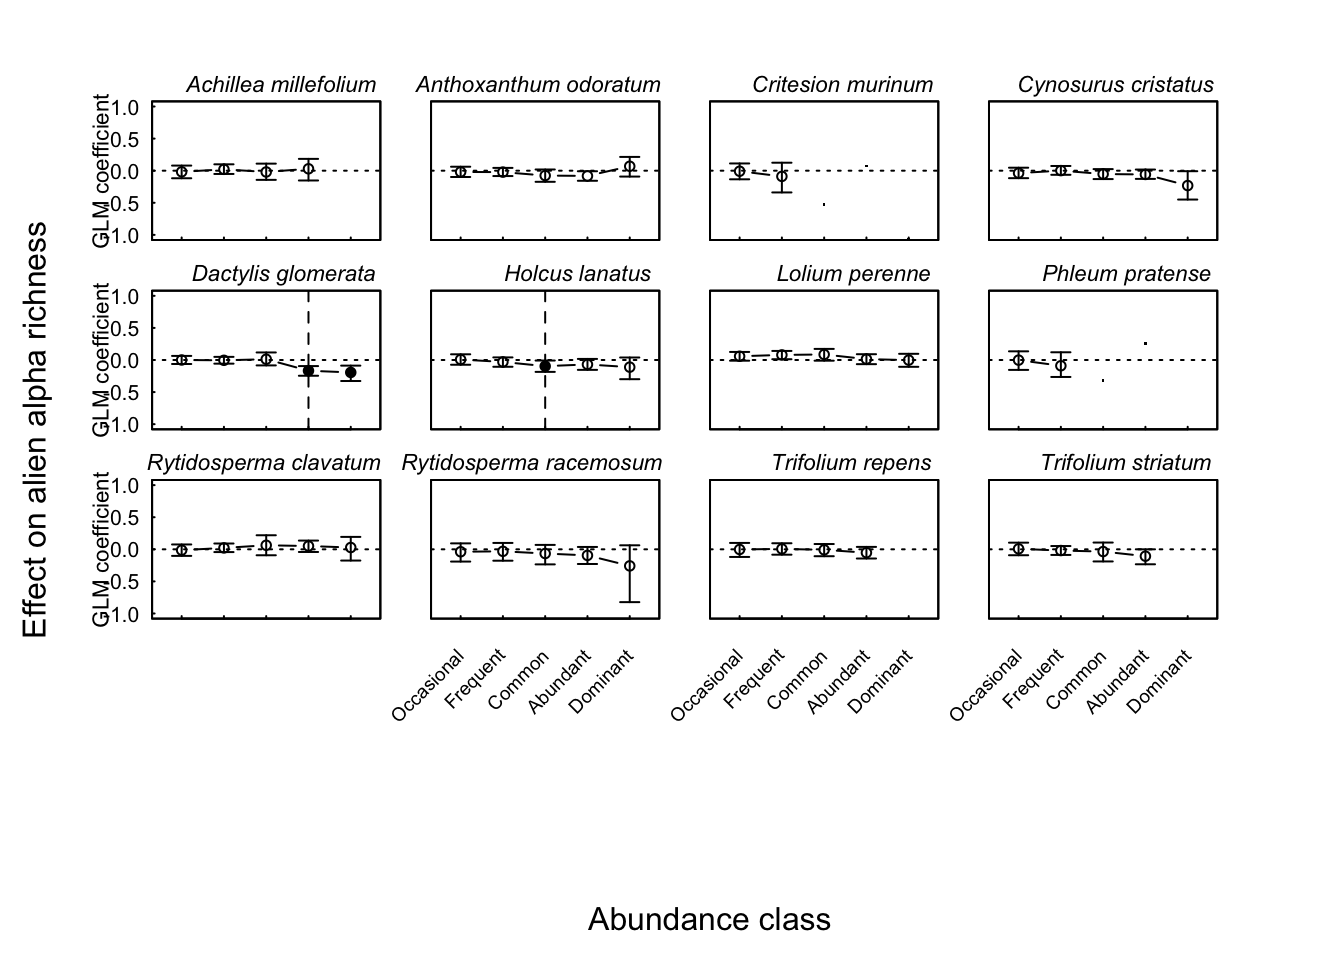 Achillea millefolium Anthoxanthum odoratum Critesion murinum Cynosurus cristatus
1.0
0.5
0.0
-0.5
-1.0
GLM coefficient
Dactylis glomerata Holcus lanatus Lolium perenne Phleum pratense
1.0
0.5
0.0
-0.5
-1.0
GLM coefficient
Rytidosperma clavatum Rytidosperma racemosum Trifolium repens Trifolium striatum
1.0
0.5
0.0
-0.5
-1.0
GLM coefficient
Effect on alien alpha richness
Occasional Frequent Common Abundant Dominant
Occasional Frequent Common Abundant Dominant
Occasional Frequent Common Abundant Dominant
Abundance class